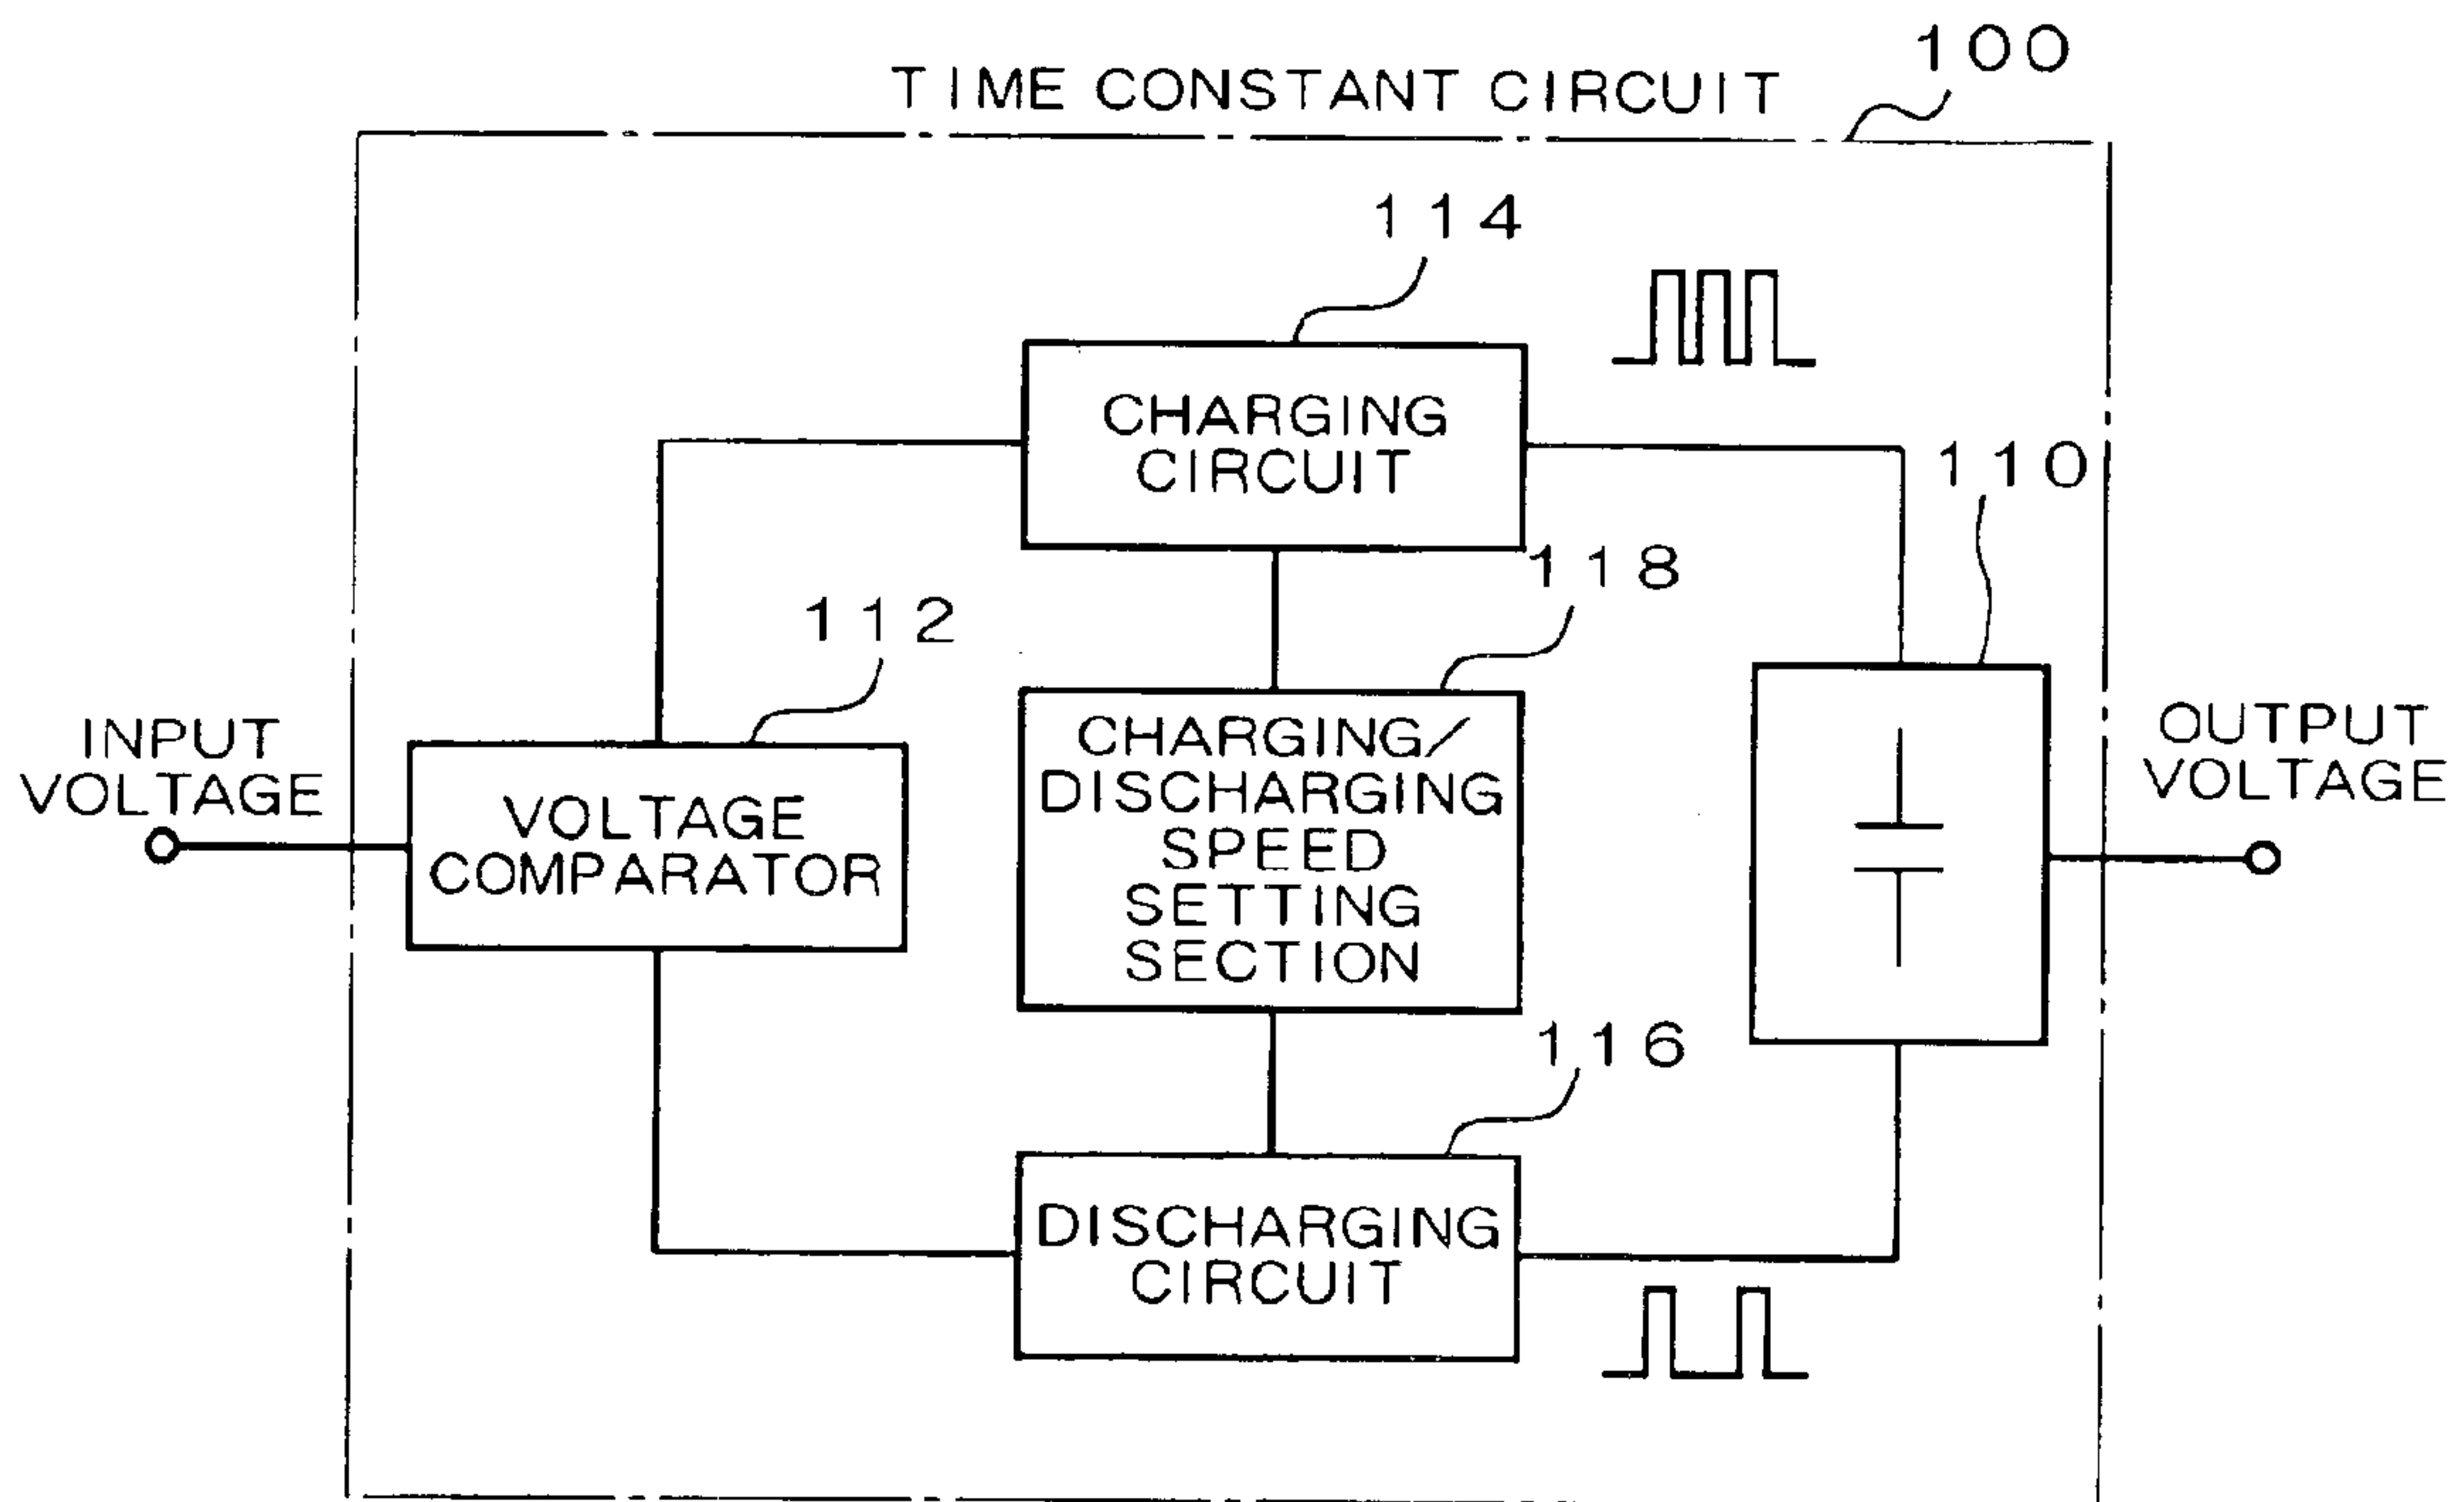 100
TIME CONSTANT CIRCUIT
114
CHARGING
CIRCUIT
110
118
112
INPUT
VOLTAGE
VOLTAGE
COMPARATOR
CHARGING/
DISCHARGING
SPEED
SETTING
SECTION
OUTPUT
VOLTAGE
116
DISCHARGING
CIRCUIT